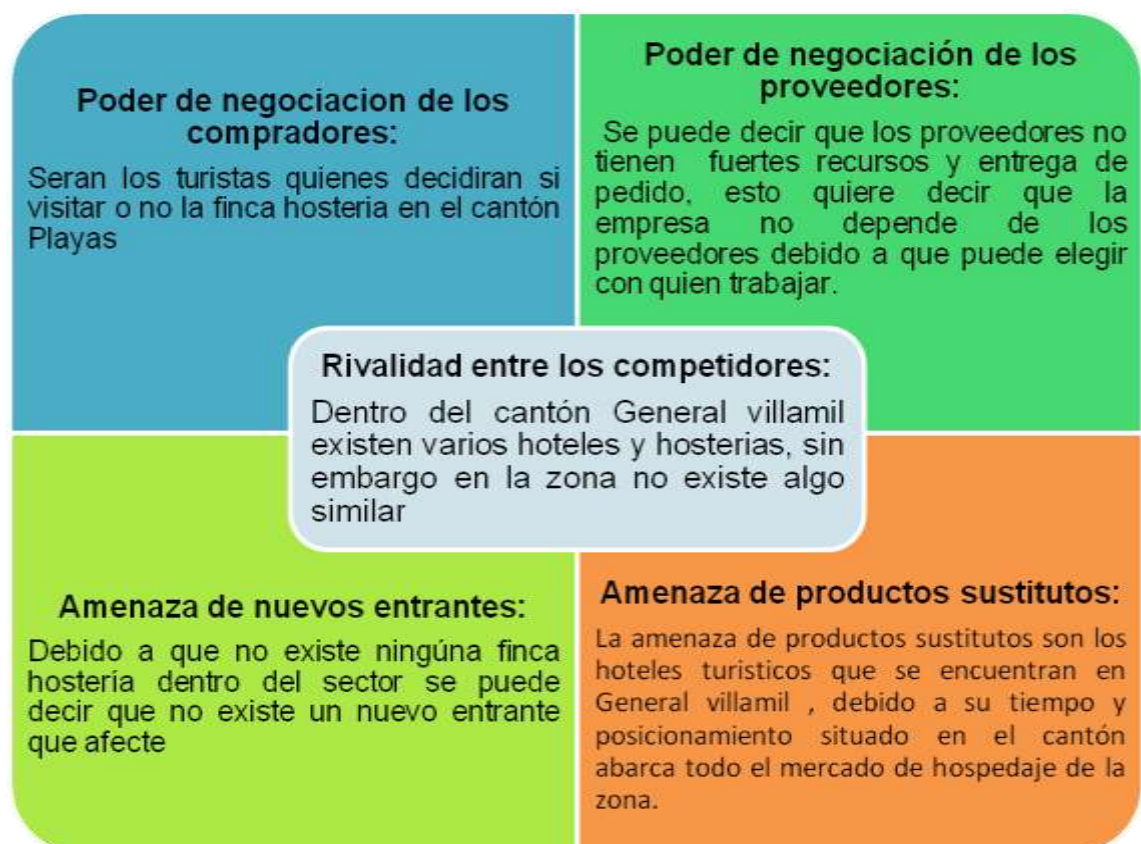 Poder de negociacion de los
compradores:
Seran los turistas quienes decidiran si
visitar o no la finca hosteria en el cantón
Playas
Poder de negociación de los
proveedores:
Se puede decir que los proveedores no
tienen fuertes recursos y entrega de
pedido, esto quiere decir que la
empresa no depende de los
proveedores debido a que puede elegir
con quien trabajar.
Rivalidad entre los competidores:
Dentro del cantón General villamil
existen varios hoteles y hosterias, sin
embargo en la zona no existe algo
similar
Amenaza de nuevos entrantes:
Debido a que no existe ningúna finca
hostería dentro del sector se puede
decir que no existe un nuevo entrante
que afecte
Amenaza de productos sustitutos:
La amenaza de productos sustitutos son los
hoteles turisticos que se encuentran en
General villamil , debido a su tiempo y
posicionamiento situado en el cantón
abarca todo el mercado de hospedaje de la
zona.